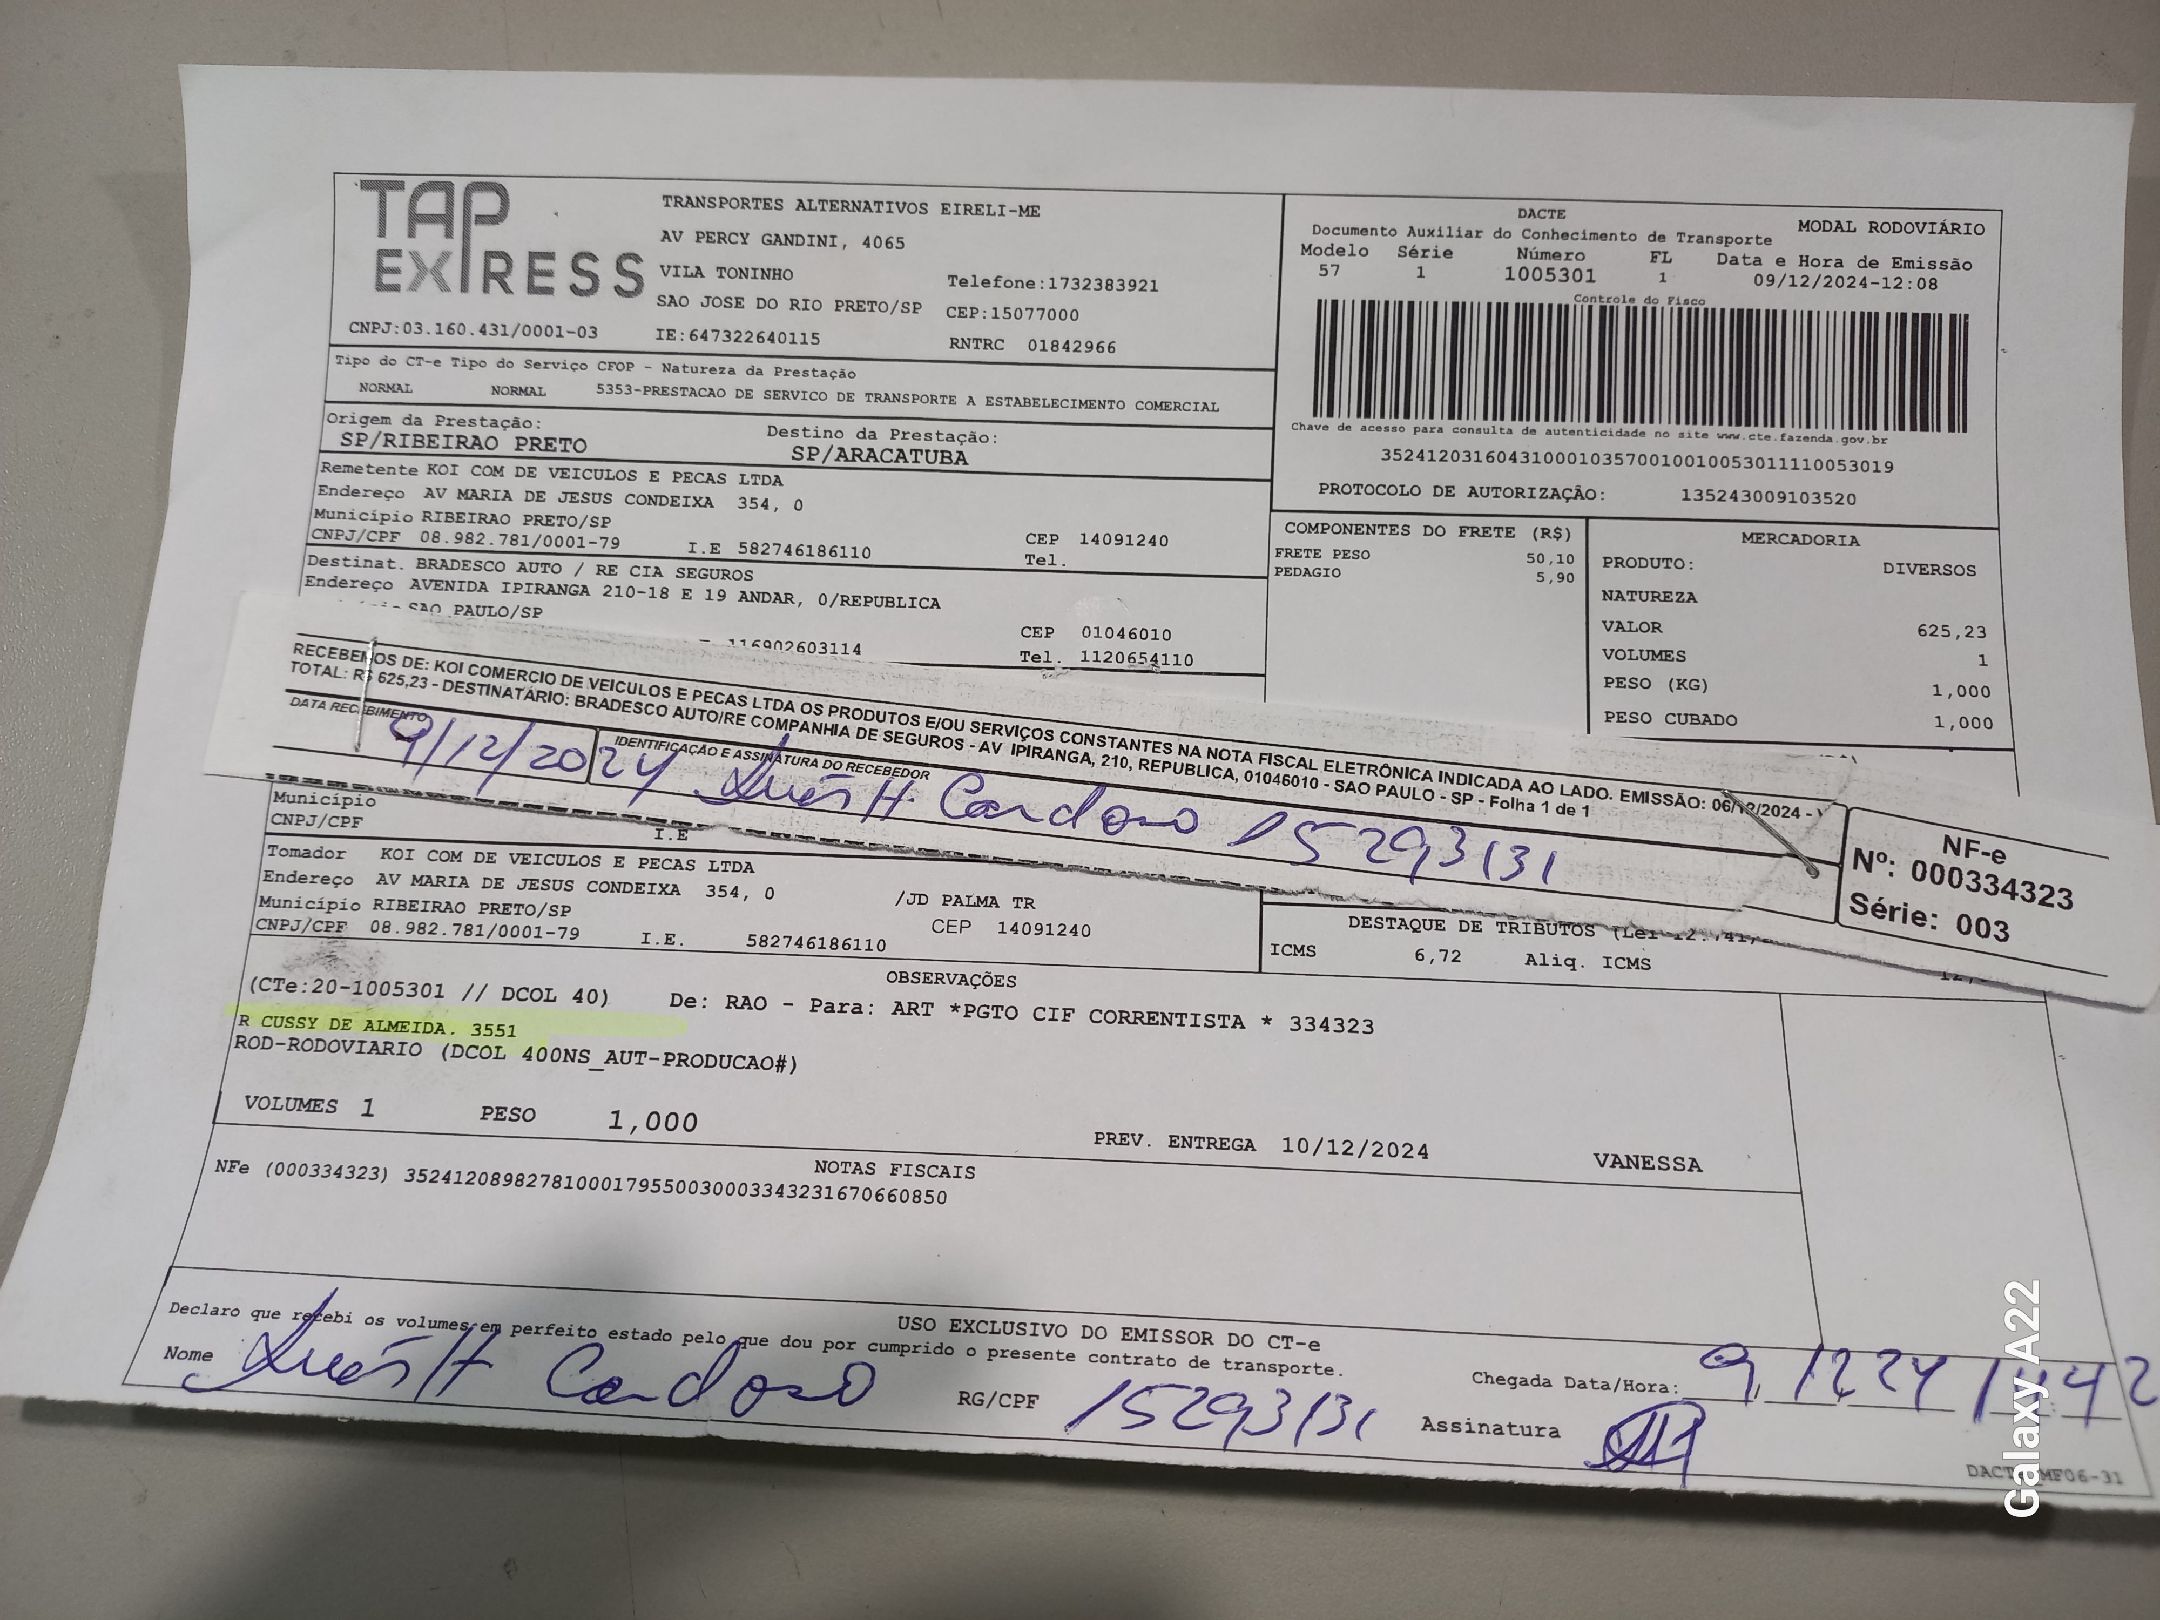 TAP EXPRESS
TRANSPORTES ALTERNATIVOS EIRELI-ME
AV PERCY GANDINI, 4065
VILA TONINHO
Telefone:1732383921
SAO JOSE DO RIO PRETO/SP
CEP:15077000
CNPJ:03.160.431/0001-03
IE:647322640115
RNTRC 01842966
DACTE
MODAL RODOVIÁRIO
Documento Auxiliar do Conhecimento de Transporte
Modelo Série Número FL Data e Hora de Emissão
57 1 1005301 1 09/12/2024-12:08
Controle do Fisco
Chave de acesso para consulta de autenticidade no site www.cte.fazenda.gov.br
35241203160431000103570010010053011110053019
PROTOCOLO DE AUTORIZAÇÃO: 135243009103520
Tipo do CT-e Tipo do Serviço CFOP - Natureza da Prestação
NORMAL NORMAL 5353-PRESTACAO DE SERVICO DE TRANSPORTE A ESTABELECIMENTO COMERCIAL
Origem da Prestação:
SP/RIBEIRAO PRETO
Destino da Prestação:
SP/ARACATUBA
Remetente KOI COM DE VEICULOS E PECAS LTDA
Endereço AV MARIA DE JESUS CONDEIXA 354, 0
Município RIBEIRAO PRETO/SP
CEP 14091240
CNPJ/CPF 08.982.781/0001-79 I.E 582746186110 Tel.
Destinat. BRADESCO AUTO / RE CIA SEGUROS
Endereço AVENIDA IPIRANGA 210-18 E 19 ANDAR, 0/REPUBLICA
SAO PAULO/SP
CEP 01046010
116902603114
Tel. 1120654110
COMPONENTES DO FRETE (R$)
FRETE PESO 50,10
PEDAGIO 5,90
MERCADORIA
PRODUTO: DIVERSOS
NATUREZA
VALOR 625,23
VOLUMES 1
PESO (KG) 1,000
PESO CUBADO 1,000
RECEBEMOS DE: KOI COMERCIO DE VEICULOS E PECAS LTDA OS PRODUTOS E/OU SERVIÇOS CONSTANTES NA NOTA FISCAL ELETRÔNICA INDICADA AO LADO. EMISSÃO: 06/12/2024 -
TOTAL: R$ 625,23 - DESTINATÁRIO: BRADESCO AUTO/RE COMPANHIA DE SEGUROS - AV IPIRANGA, 210, REPUBLICA, 01046010 - SAO PAULO - SP - Folha 1 de 1
DATA RECEBIMENTO
9/12/2024
IDENTIFICAÇÃO E ASSINATURA DO RECEBEDOR
H. Cardoso 15293131
NF-e
Nº: 000334323
Série: 003
Município
CNPJ/CPF I.E
Tomador KOI COM DE VEICULOS E PECAS LTDA
Endereço AV MARIA DE JESUS CONDEIXA 354, 0 /JD PALMA TR
Município RIBEIRAO PRETO/SP CEP 14091240
CNPJ/CPF 08.982.781/0001-79 I.E. 582746186110
DESTAQUE DE TRIBUTOS
ICMS 6,72 Aliq. ICMS
OBSERVAÇÕES
(CTe:20-1005301 // DCOL 40) De: RAO - Para: ART *PGTO CIF CORRENTISTA * 334323
R CUSSY DE ALMEIDA. 3551
ROD-RODOVIARIO (DCOL 400NS_AUT-PRODUCAO#)
VOLUMES 1 PESO 1,000
PREV. ENTREGA 10/12/2024 VANESSA
NOTAS FISCAIS
NFe (000334323) 35241208982781000179550030003343231670660850
USO EXCLUSIVO DO EMISSOR DO CT-e
Declaro que recebi os volumes em perfeito estado pelo que dou por cumprido o presente contrato de transporte.
Nome H Cardoso RG/CPF 15293131 Assinatura
Chegada Data/Hora: 9/12 24
Galaxy A22